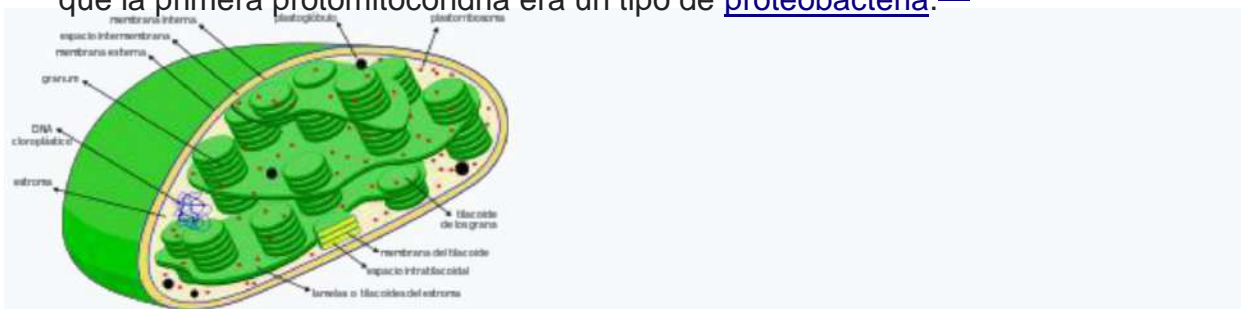 que la primera protomitocondria era un tipo de proteobacteria.
membrana interna
plastoglóbulo
plastorribosoma
espacio intermembrana
membrana externa
granum
DNA
cloroplástico
estroma
tilacoide
de los grana
membrana del tilacoide
espacio intratilacoidal
lamelas o tilacoides del estroma